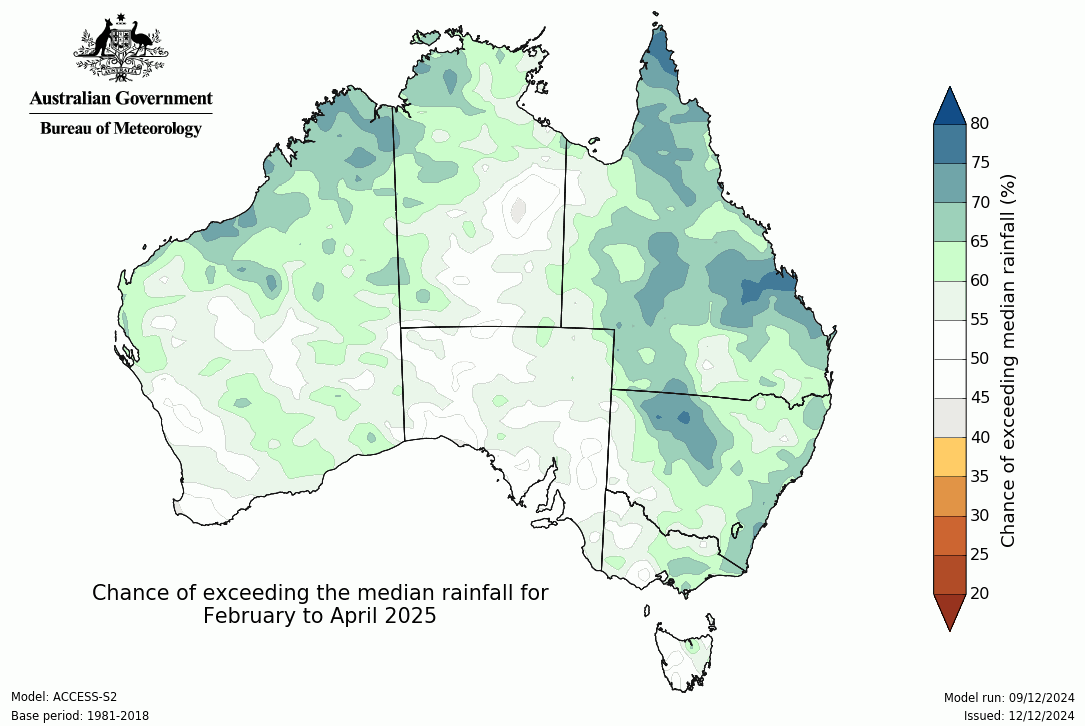 Australian Government
Bureau of Meteorology
80
75
70
65
60
55
50
45
40
35
30
25
20
Chance of exceeding median rainfall (%)
Chance of exceeding the median rainfall for
February to April 2025
Model: ACCESS-S2
Base period: 1981-2018
Model run: 09/12/2024
Issued: 12/12/2024